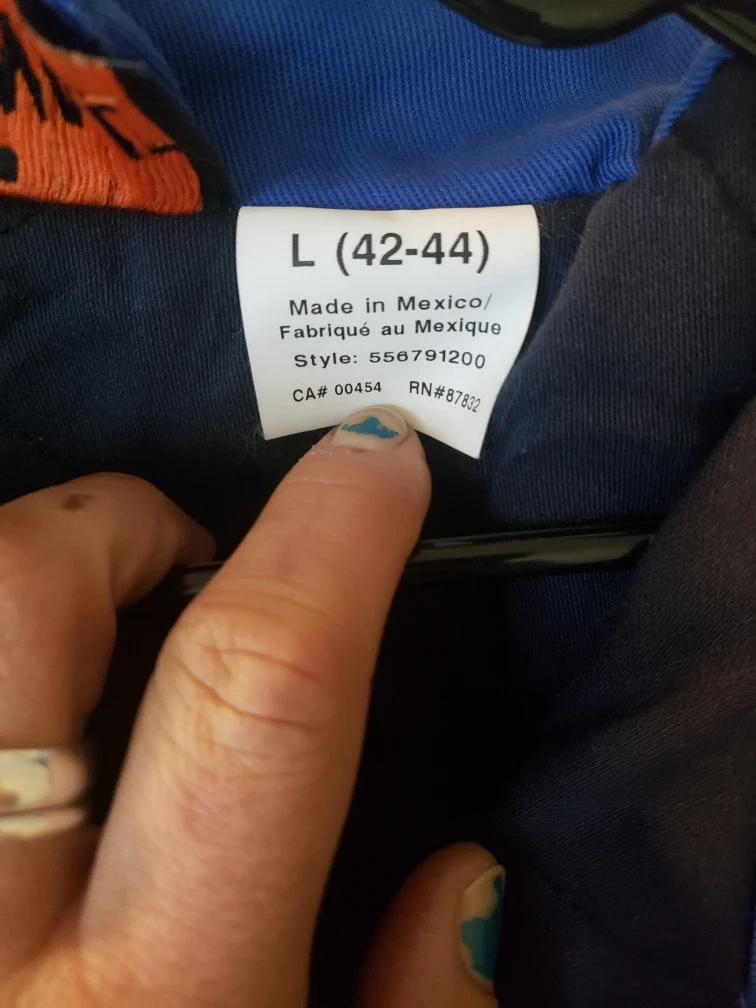 L (42-44)
Made in Mexico/
Fabriqué au Mexique
Style: 556791200
CA# 00454 RN#87832